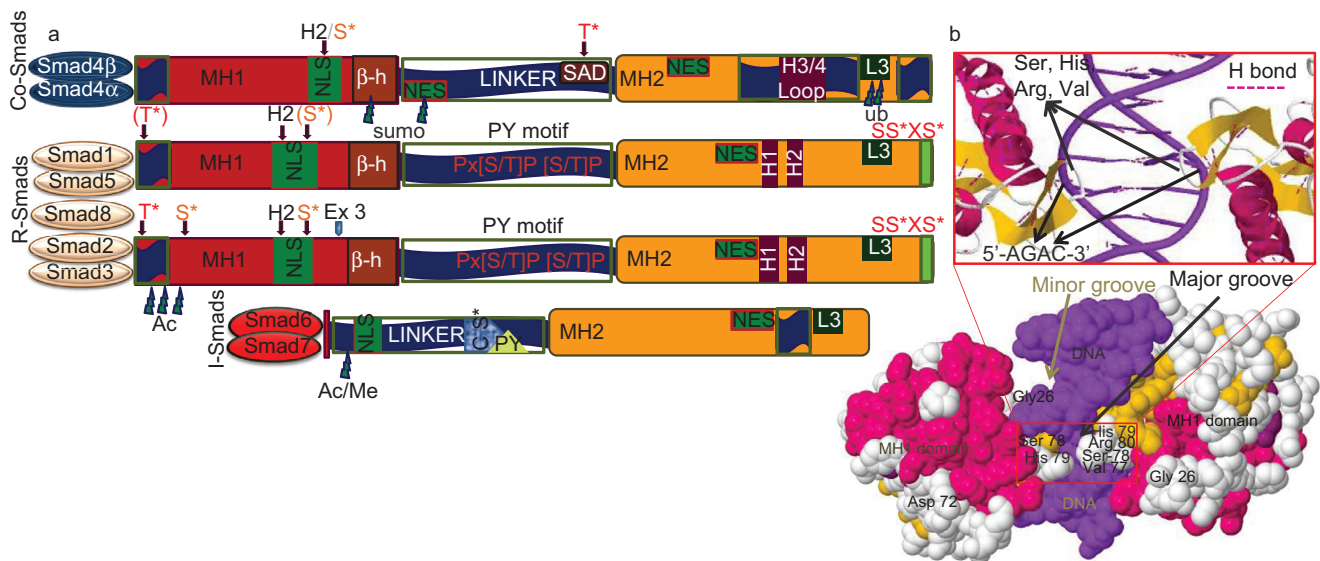 a
Co-Smads
Smad4β
Smad4α
MH1
H2/S*
NLS
β-h
sumo
NES
LINKER
T*
SAD
MH2
NES
H3/4
Loop
L3
ub
R-Smads
Smad1
Smad5
Smad8
Smad2
Smad3
(T*)
MH1
H2(S*)
NLS
β-h
PY motif
Px[S/T]P [S/T]P
MH2
NES
H1
H2
L3
SS*XS*
T*
S*
H2
S*
Ex 3
MH1
NLS
β-h
Ac
PY motif
Px[S/T]P [S/T]P
MH2
NES
H1
H2
L3
SS*XS*
I-Smads
Smad6
Smad7
NLS
LINKER
PY
Ac/Me
MH2
NES
L3
b
Ser, His
Arg, Val
H bond
5'-AGAC-3'
Minor groove
Major groove
DNA
Gly26
MH1 domain
Ser 78
His 79
Asp 72
His 79
Arg 80
Ser-78
Val 77
MH1 domain
Gly 26
DNA